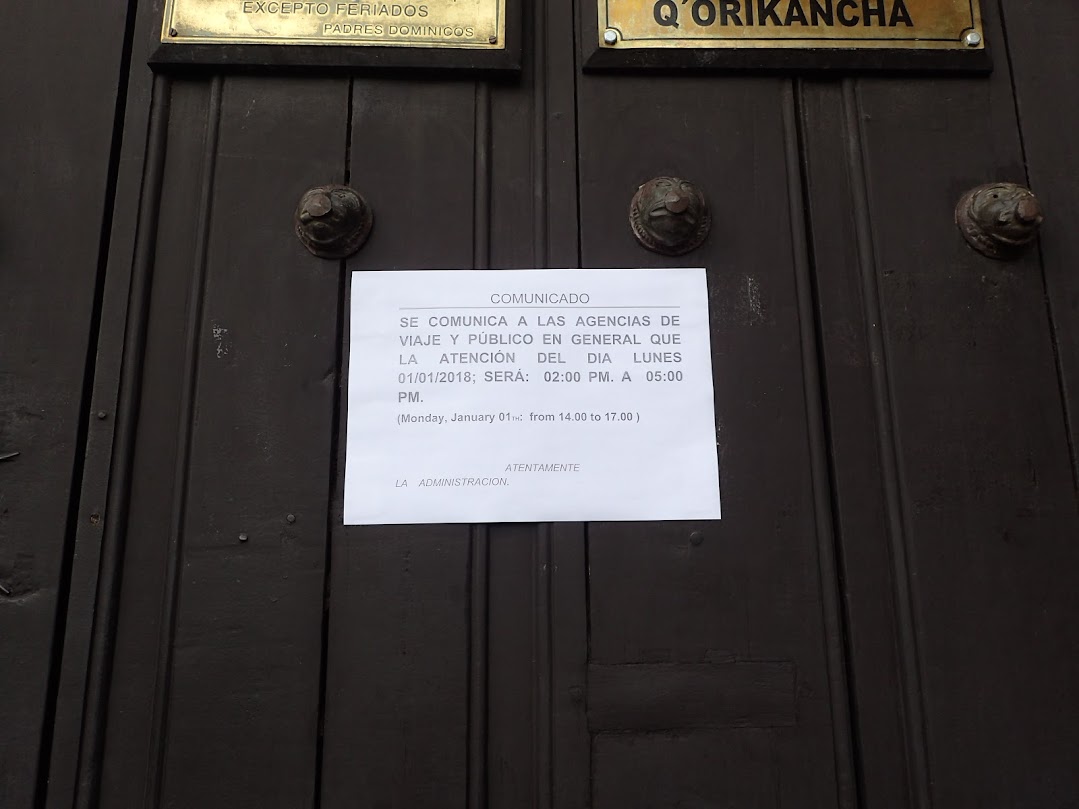 EXCEPTO FERIADOS
PADRES DOMINICOS
Q´ORIKANCHA
COMUNICADO
SE COMUNICA A LAS AGENCIAS DE
VIAJE Y PÚBLICO EN GENERAL QUE
LA ATENCIÓN DEL DIA LUNES
01/01/2018; SERÁ: 02:00 PM. A 05:00
PM.
(Monday, January 01TH: from 14.00 to 17.00 )
ATENTAMENTE
LA ADMINISTRACION.